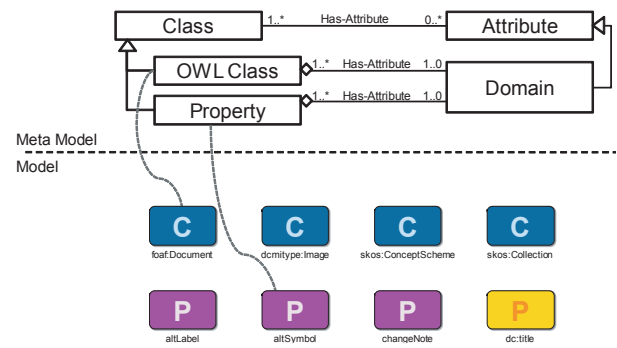 Class 1..* Has-Attribute 0..* Attribute
OWL Class 1..* Has-Attribute 1..0
Domain
Property 1..* Has-Attribute 1..0
Meta Model
Model
C C C C
foaf:Document dcmitype:Image skos:ConceptScheme skos:Collection
P P P P
altLabel altSymbol changeNote dc:title